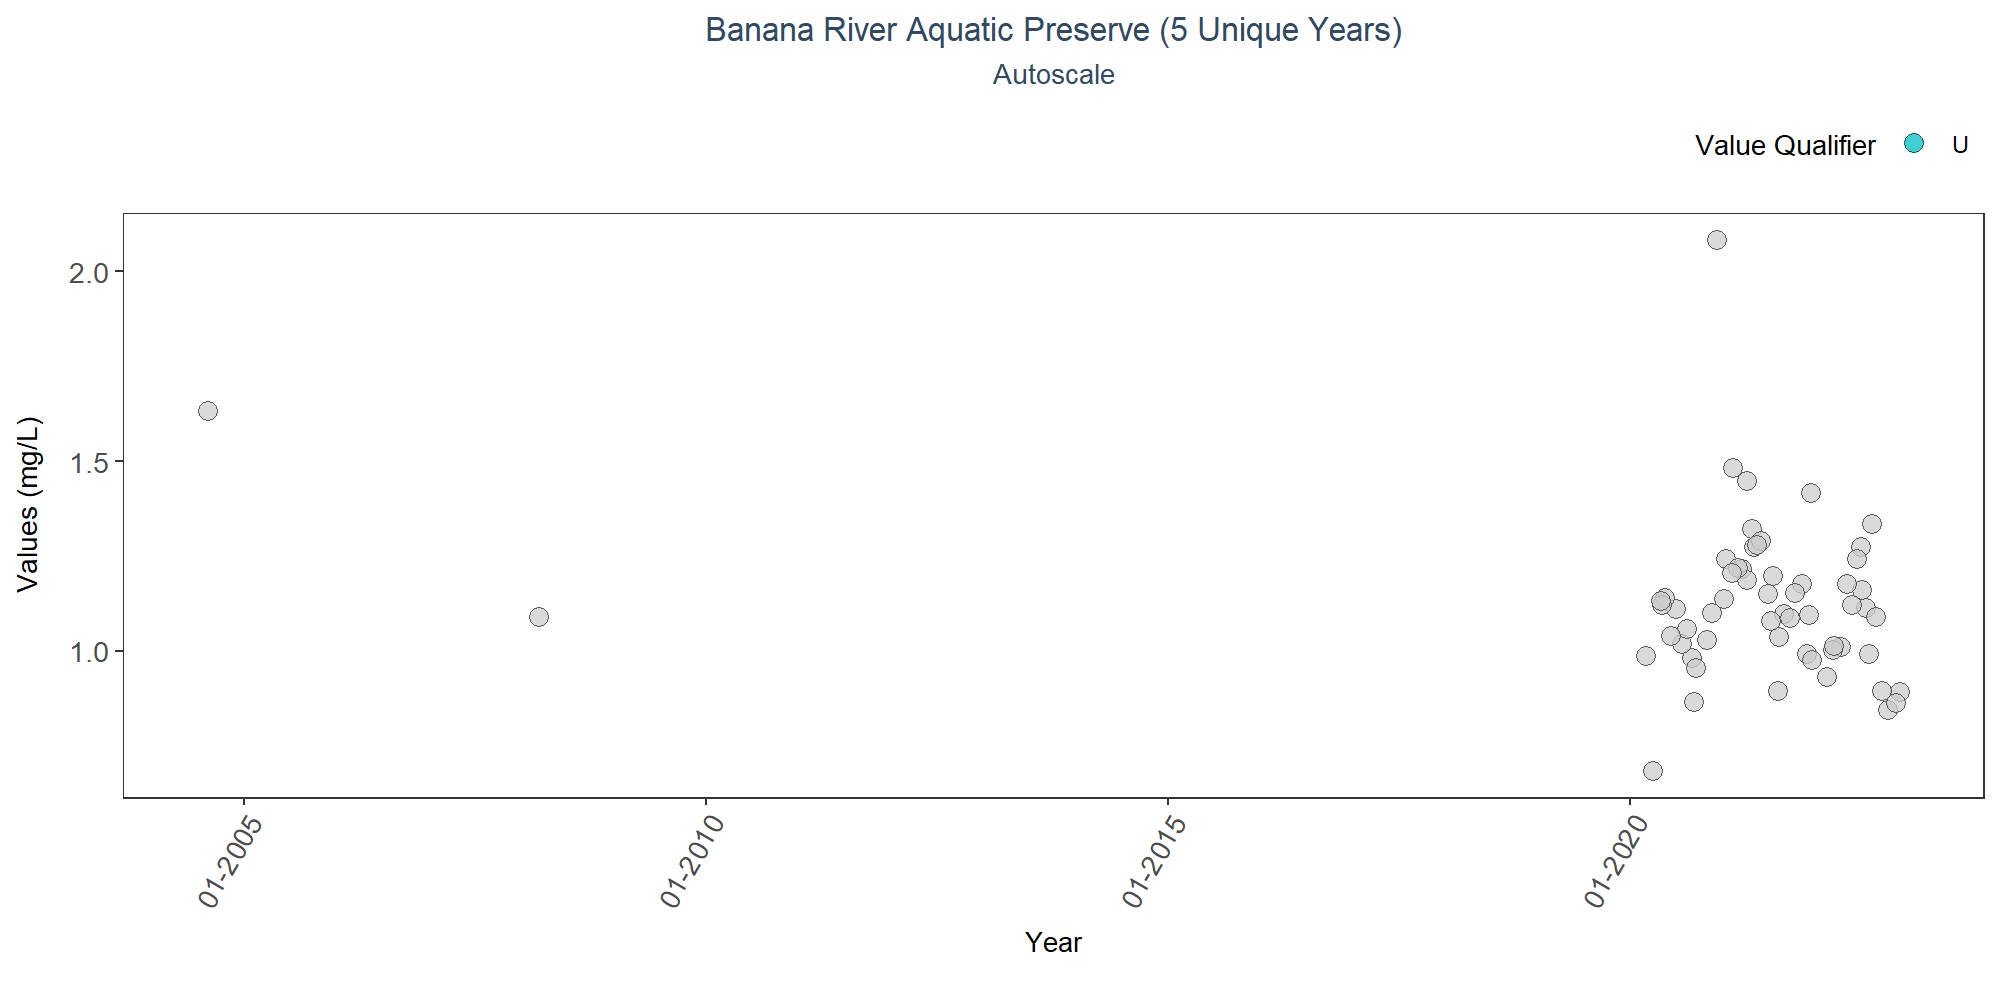 Banana River Aquatic Preserve (5 Unique Years)
Autoscale
Value Qualifier U
Values (mg/L)
2.0
1.5
1.0
01-2005 01-2010 01-2015 01-2020
Year